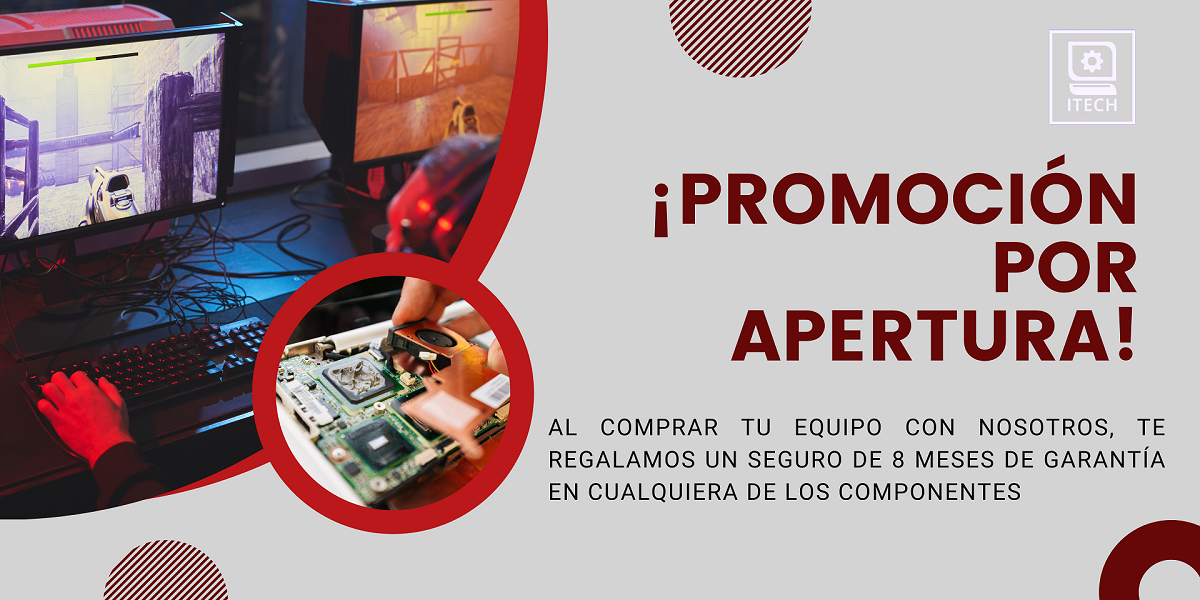 ITECH
¡PROMOCIÓN
POR
APERTURA!
AL COMPRAR TU EQUIPO CON NOSOTROS, TE
REGALAMOS UN SEGURO DE 8 MESES DE GARANTÍA
EN CUALQUIERA DE LOS COMPONENTES